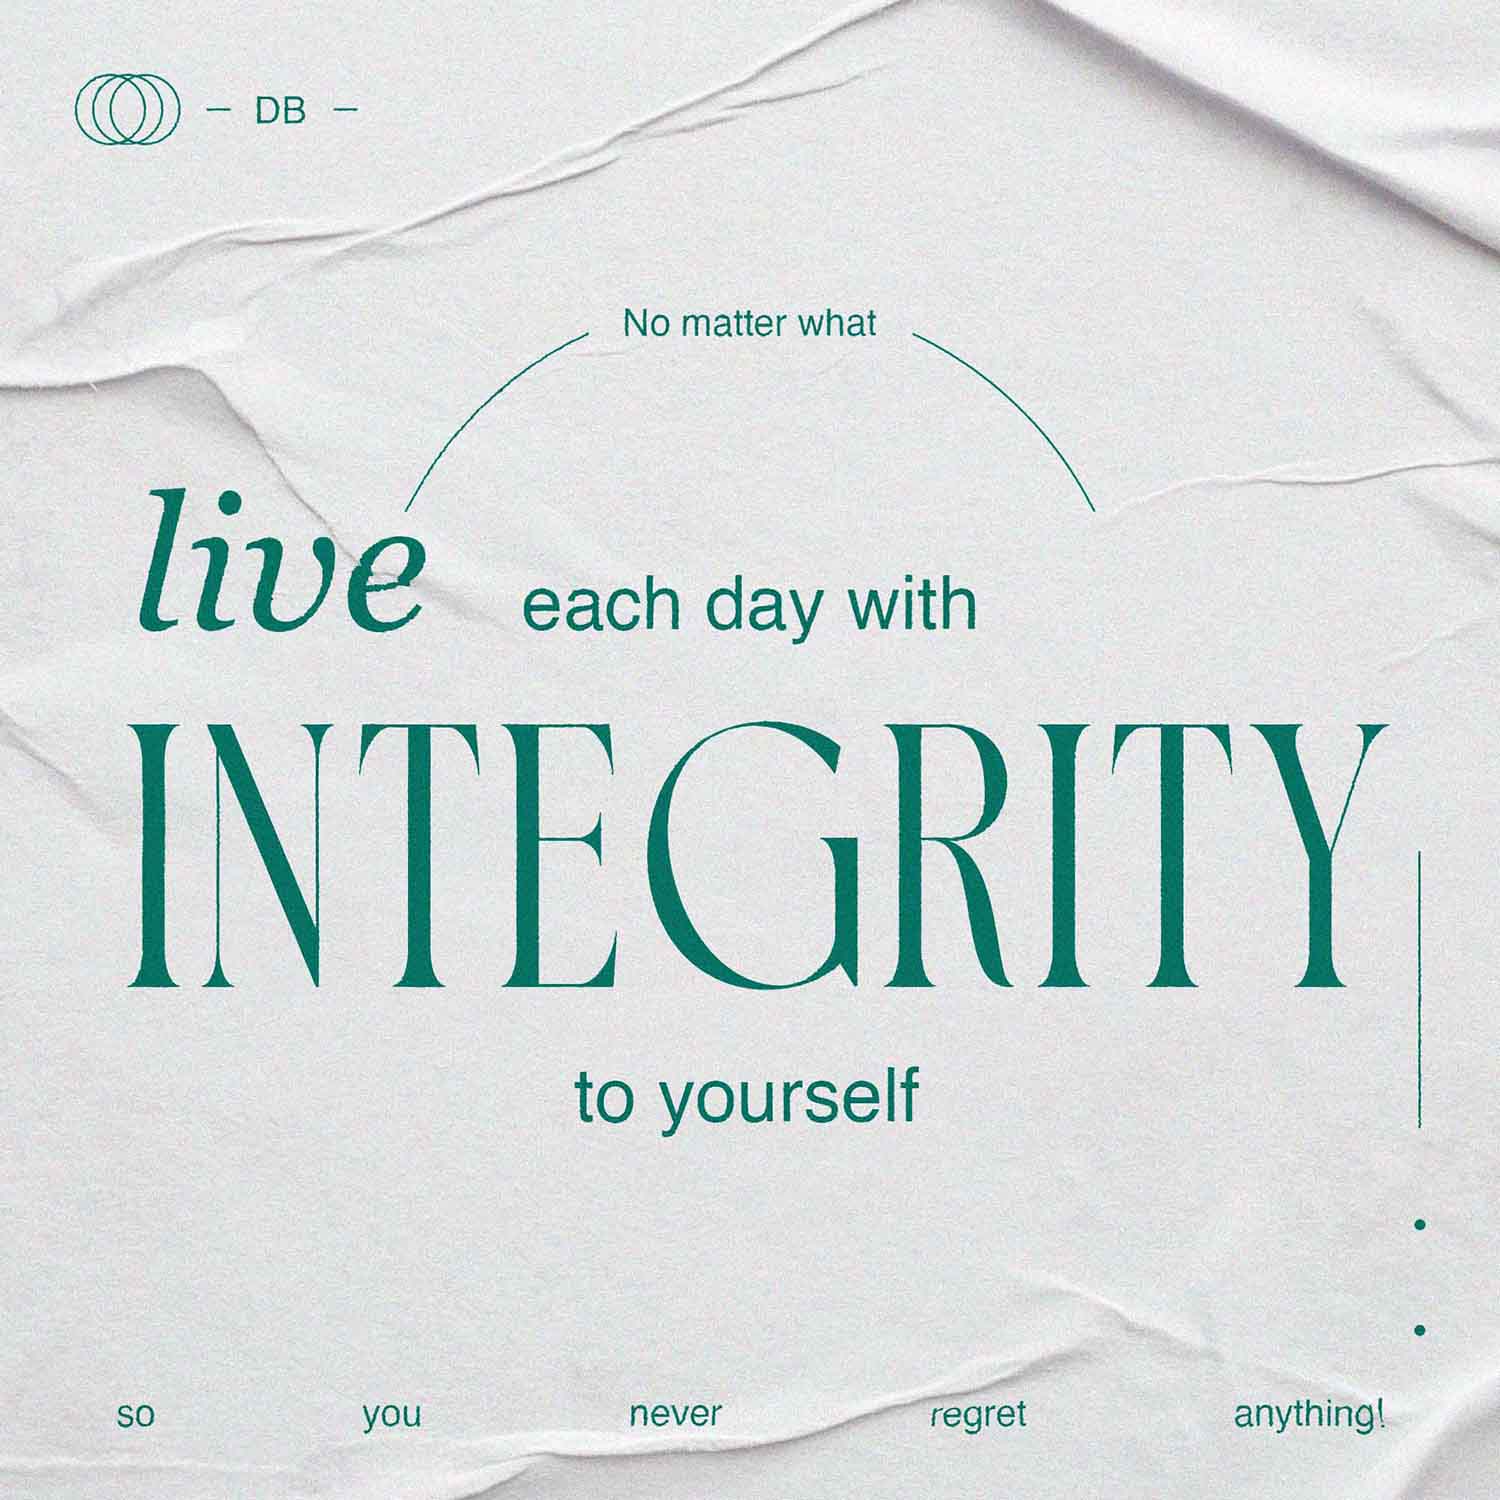 — DB —
No matter what
live each day with
INTEGRITY
to yourself
so you never regret anything!